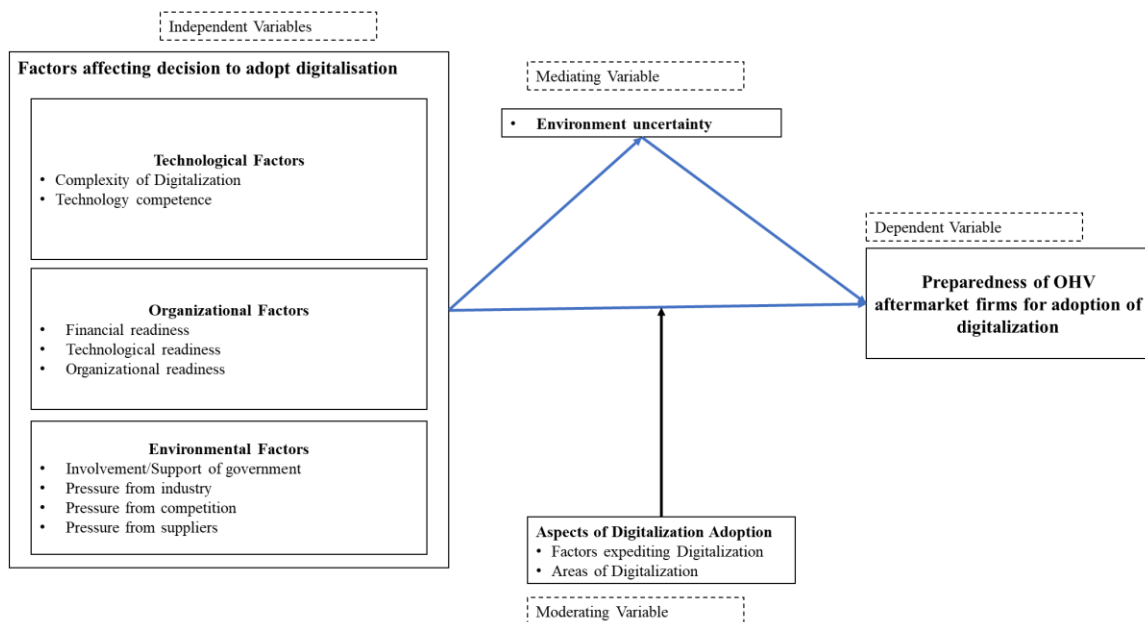 Independent Variables
Factors affecting decision to adopt digitalisation
Technological Factors
• Complexity of Digitalization
• Technology competence
Organizational Factors
• Financial readiness
• Technological readiness
• Organizational readiness
Environmental Factors
• Involvement/Support of government
• Pressure from industry
• Pressure from competition
• Pressure from suppliers
Mediating Variable
• Environment uncertainty
Dependent Variable
Preparedness of OHV
aftermarket firms for adoption of
digitalization
Aspects of Digitalization Adoption
• Factors expediting Digitalization
• Areas of Digitalization
Moderating Variable